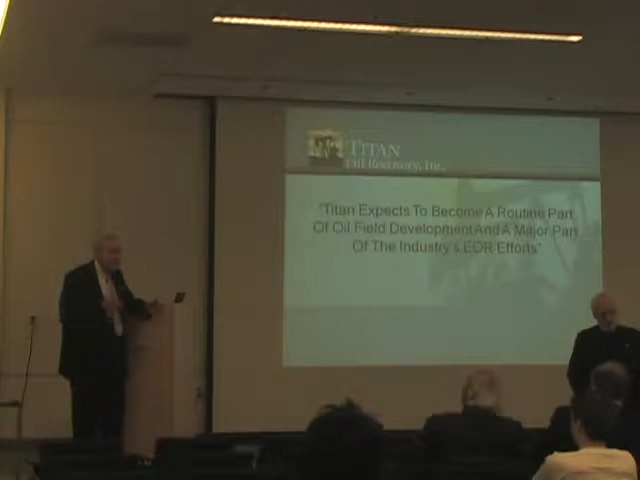 TITAN
Oil Recovery, Inc.
"Titan Expects To Become A Routine Part
Of Oil Field Development And A Major Part
Of The Industry's EOR Efforts"